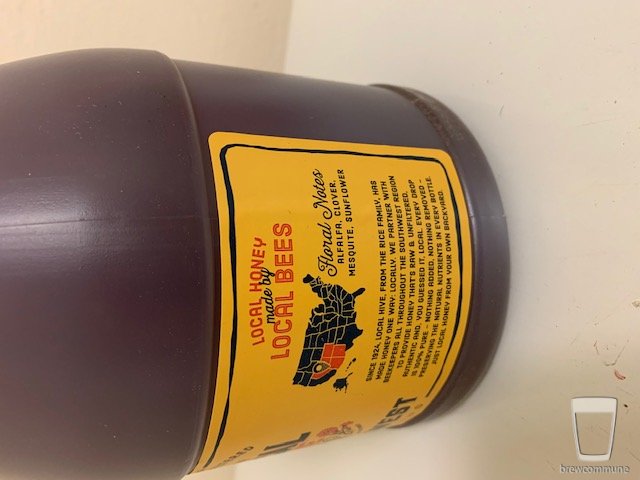 LOCAL HONEY
made by
LOCAL BEES
Floral Notes
ALFALFA, CLOVER,
MESQUITE, SUNFLOWER
SINCE 1924, LOCAL HIVE, FROM THE RICE FAMILY, HAS
MADE HONEY ONE WAY: LOCALLY. WE PARTNER WITH
BEEKEEPERS ALL THROUGHOUT THE SOUTHWEST REGION
TO PROVIDE HONEY THAT'S RAW & UNFILTERED,
AUTHENTIC AND, YOU GUESSED IT, LOCAL. EVERY DROP
IS 100% PURE – NOTHING ADDED, NOTHING REMOVED –
PRESERVING THE NATURAL NUTRIENTS IN EVERY BOTTLE.
JUST LOCAL HONEY FROM YOUR OWN BACKYARD.
brewcommune